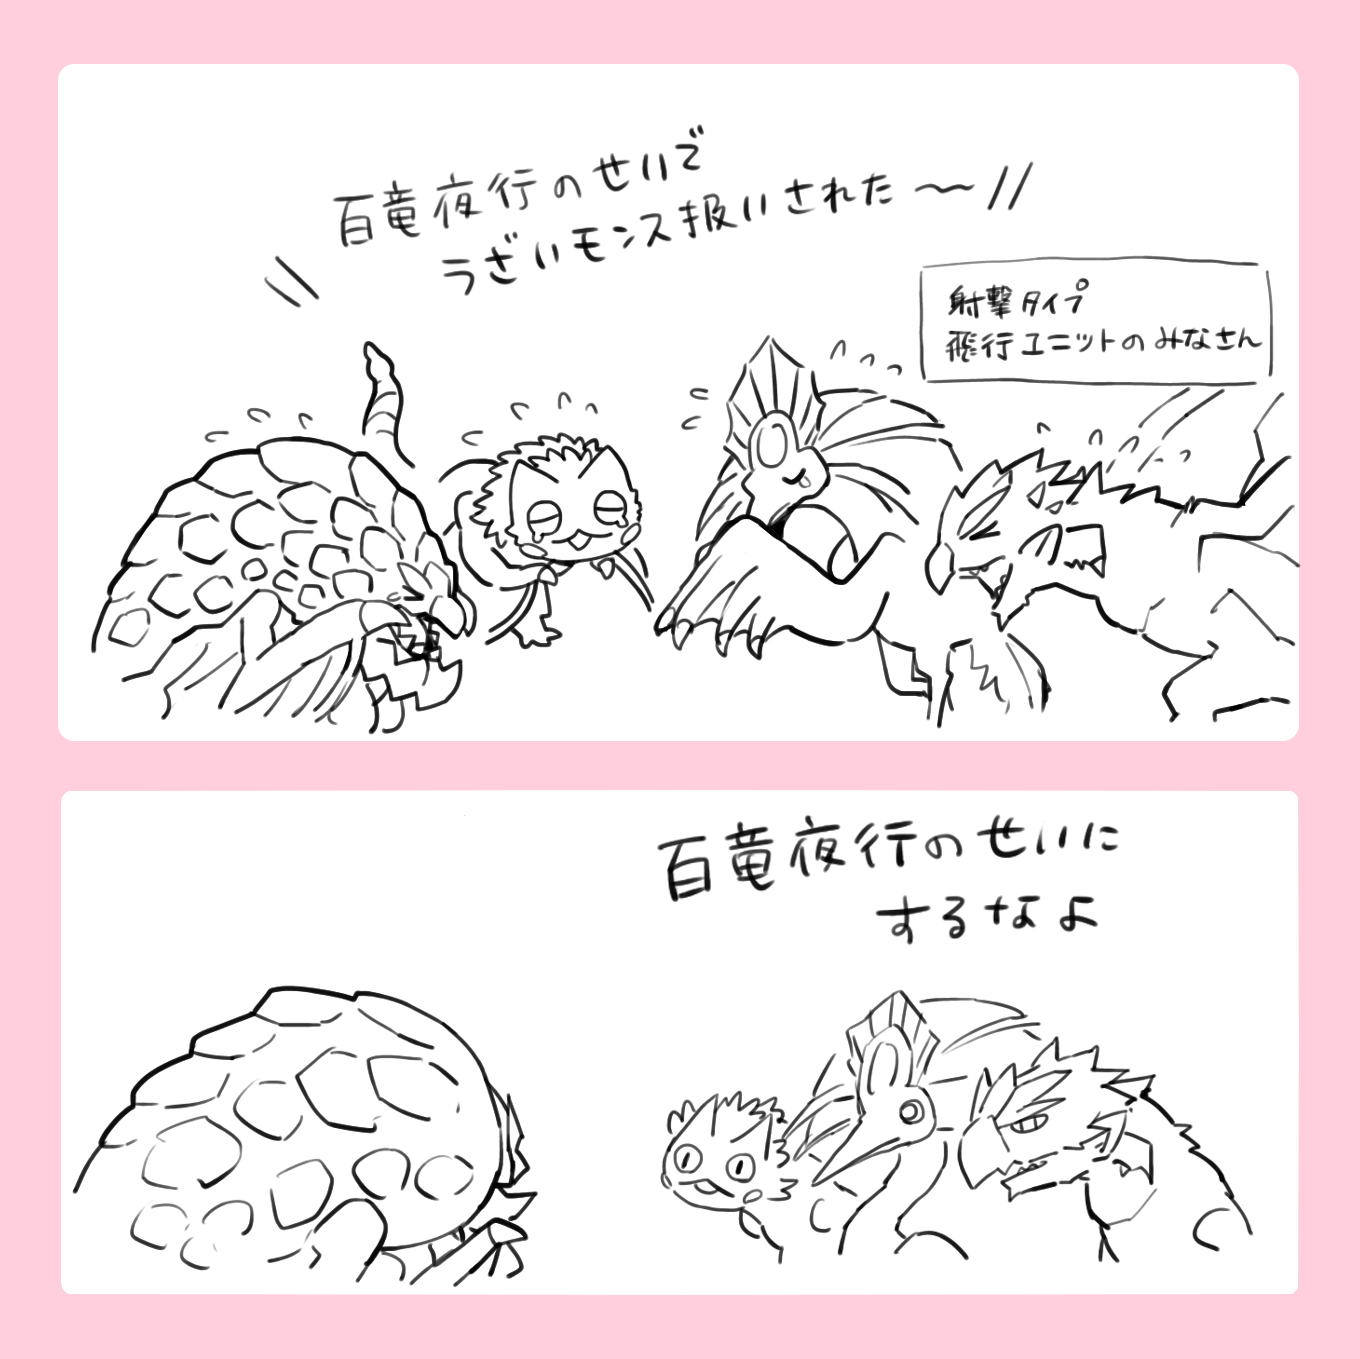 百竜夜行のせいで
うざいモンス扱いされた〜//
射撃タイプ
飛行ユニットのみなさん
百竜夜行のせいに
するなよ